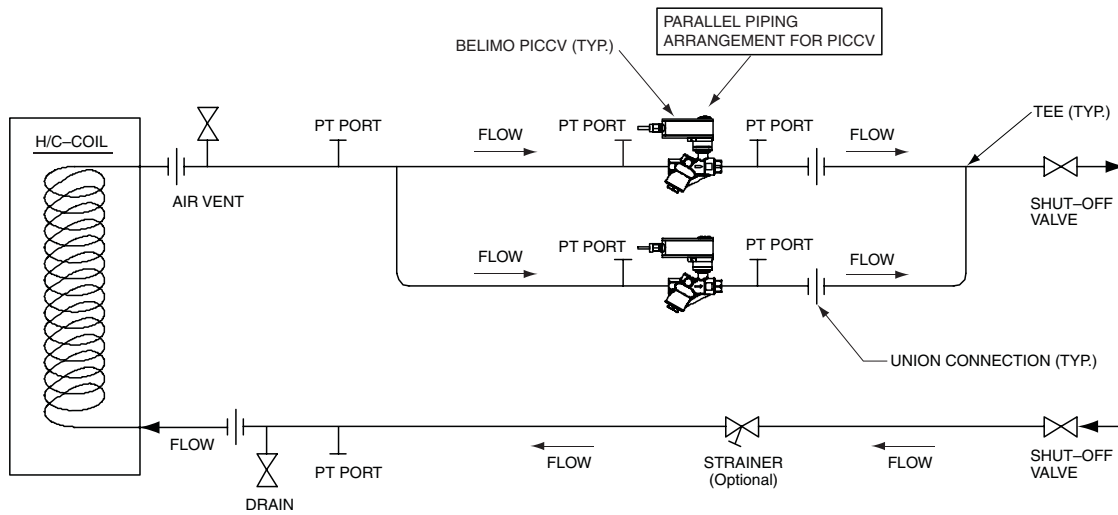 PARALLEL PIPING
ARRANGEMENT FOR PICCV
BELIMO PICCV (TYP.)
H/C–COIL
AIR VENT
PT PORT
FLOW
PT PORT
PT PORT
FLOW
TEE (TYP.)
SHUT–OFF
VALVE
FLOW
PT PORT
PT PORT
FLOW
UNION CONNECTION (TYP.)
FLOW
DRAIN
PT PORT
FLOW
STRAINER
(Optional)
FLOW
SHUT–OFF
VALVE